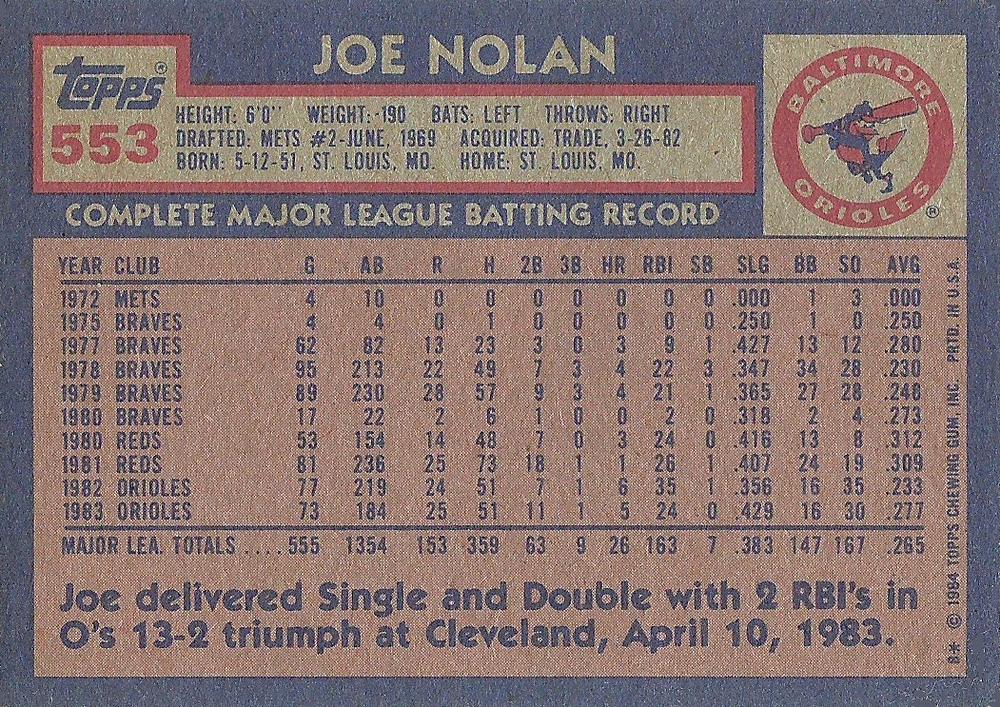 JOE NOLAN
Topps®
553
HEIGHT: 6'0" WEIGHT: 190 BATS: LEFT THROWS: RIGHT
DRAFTED: METS #2-JUNE, 1969 ACQUIRED: TRADE, 3-26-82
BORN: 5-12-51, ST. LOUIS, MO. HOME: ST. LOUIS, MO.
BALTIMORE
ORIOLES®
COMPLETE MAJOR LEAGUE BATTING RECORD
YEAR CLUB G AB R H 2B 3B HR RBI SB SLG BB SO AVG
1972 METS 4 10 0 0 0 0 0 0 0 .000 1 3 .000
1975 BRAVES 4 4 0 1 0 0 0 0 0 .250 1 0 .250
1977 BRAVES 62 82 13 23 3 0 3 9 1 .427 13 12 .280
1978 BRAVES 95 213 22 49 7 3 4 22 3 .347 34 28 .230
1979 BRAVES 89 230 28 57 9 3 4 21 1 .365 27 28 .248
1980 BRAVES 17 22 2 6 1 0 0 2 0 .318 2 4 .273
1980 REDS 53 154 14 48 7 0 3 24 0 .416 13 8 .312
1981 REDS 81 236 25 73 18 1 1 26 1 .407 24 19 .309
1982 ORIOLES 77 219 24 51 7 1 6 35 1 .356 16 35 .233
1983 ORIOLES 73 184 25 51 11 1 5 24 0 .429 16 30 .277
MAJOR LEA. TOTALS .... 555 1354 153 359 63 9 26 163 7 .383 147 167 .265
Joe delivered Single and Double with 2 RBI's in
O's 13-2 triumph at Cleveland, April 10, 1983.
B* © 1984 TOPPS CHEWING GUM, INC. PRTD. IN U.S.A.